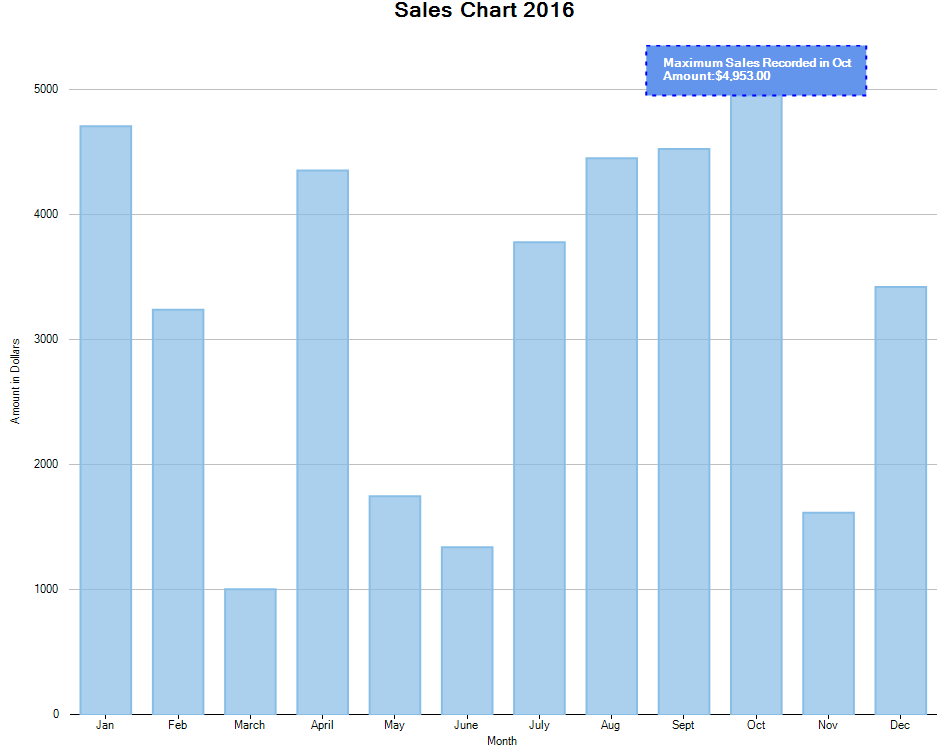 Sales Chart 2016
Maximum Sales Recorded in Oct
Amount:$4,953.00
5000
4000
3000
2000
1000
0
Amount in Dollars
Jan Feb March April May June July Aug Sept Oct Nov Dec
Month